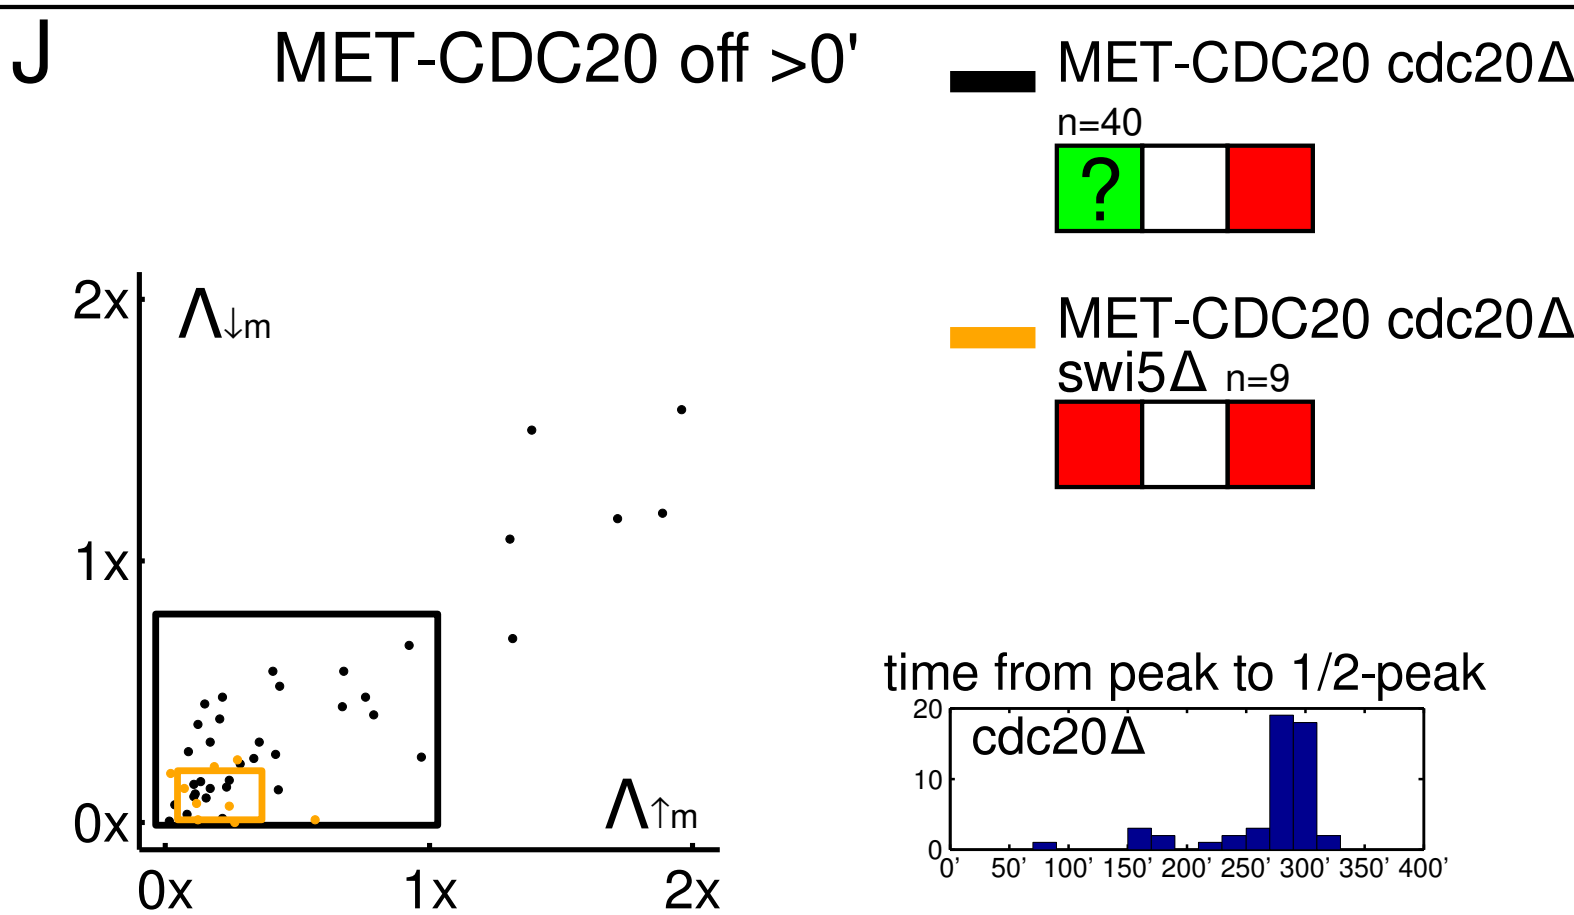 J
MET-CDC20 off >0'
MET-CDC20 cdc20Δ
n=40
?
MET-CDC20 cdc20Δ
swi5Δ n=9
2x
Λ↓m
1x
0x
Λ↑m
0x 1x 2x
time from peak to 1/2-peak
20
cdc20Δ
10
0
0’ 50’ 100’ 150’ 200’ 250’ 300’ 350’ 400’